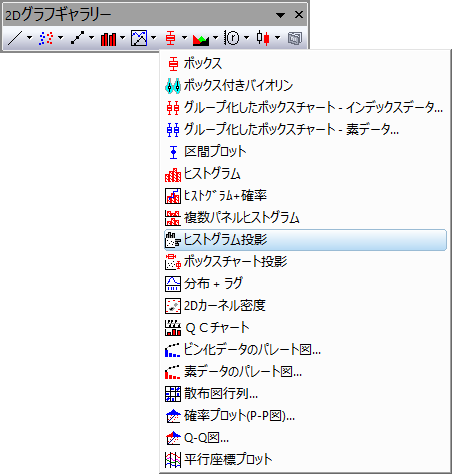 2Dグラフギャラリー
ボックス
ボックス付きバイオリン
グループ化したボックスチャート - インデックスデータ...
グループ化したボックスチャート - 素データ...
区間プロット
ヒストグラム
ﾋｽﾄｸﾞﾗﾑ+確率
複数パネルヒストグラム
ヒストグラム投影
ボックスチャート投影
分布 + ラグ
2Dカーネル密度
ＱＣチャート
ビン化データのパレート図...
素データのパレート図...
散布図行列...
確率プロット(P-P図)...
Q-Q図...
平行座標プロット